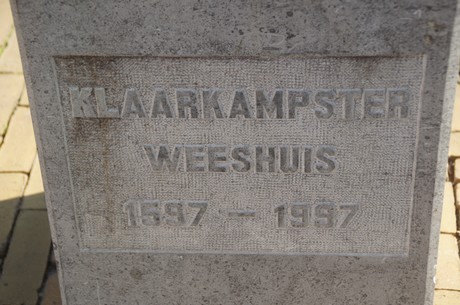 KLAARKAMPSTER
WEESHUIS
1597 - 1997